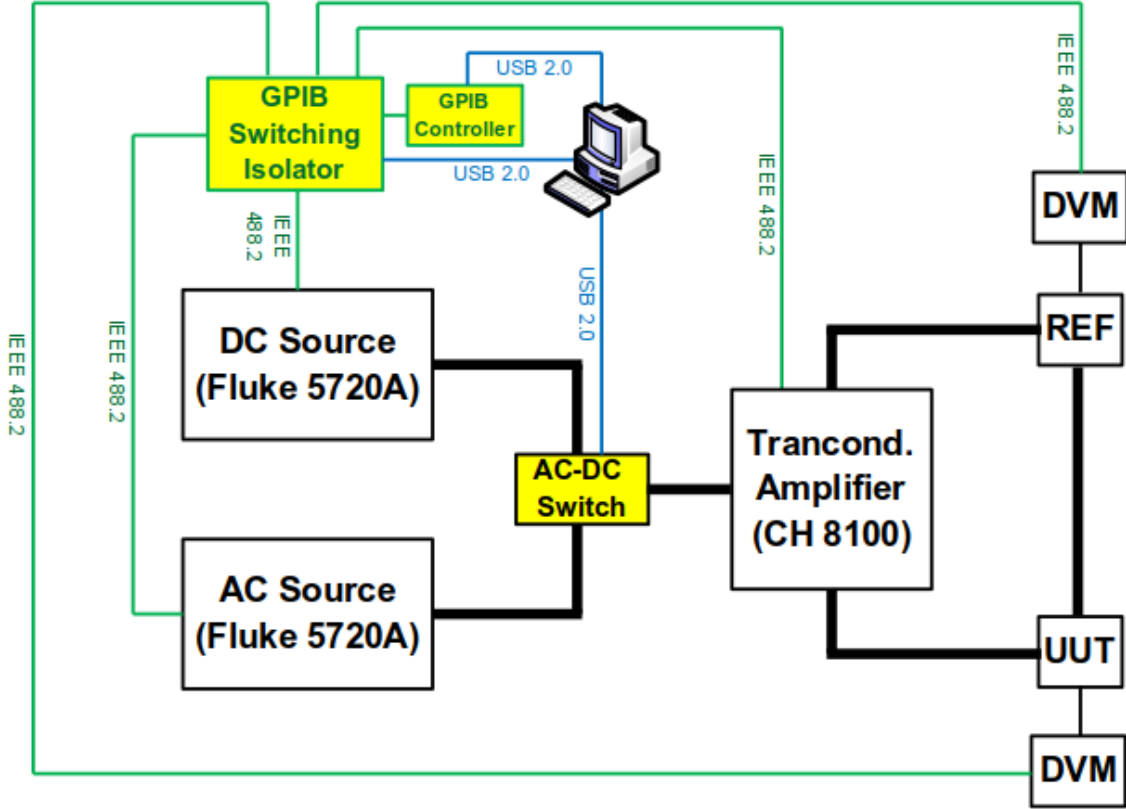 USB 2.0
IEEE 488.2
GPIB
Switching
Isolator
GPIB
Controller
USB 2.0
IEEE 488.2
DVM
IEEE
488.2
USB 2.0
REF
IEEE 488.2
IEEE 488.2
DC Source
(Fluke 5720A)
AC-DC
Switch
Trancond.
Amplifier
(CH 8100)
AC Source
(Fluke 5720A)
UUT
DVM